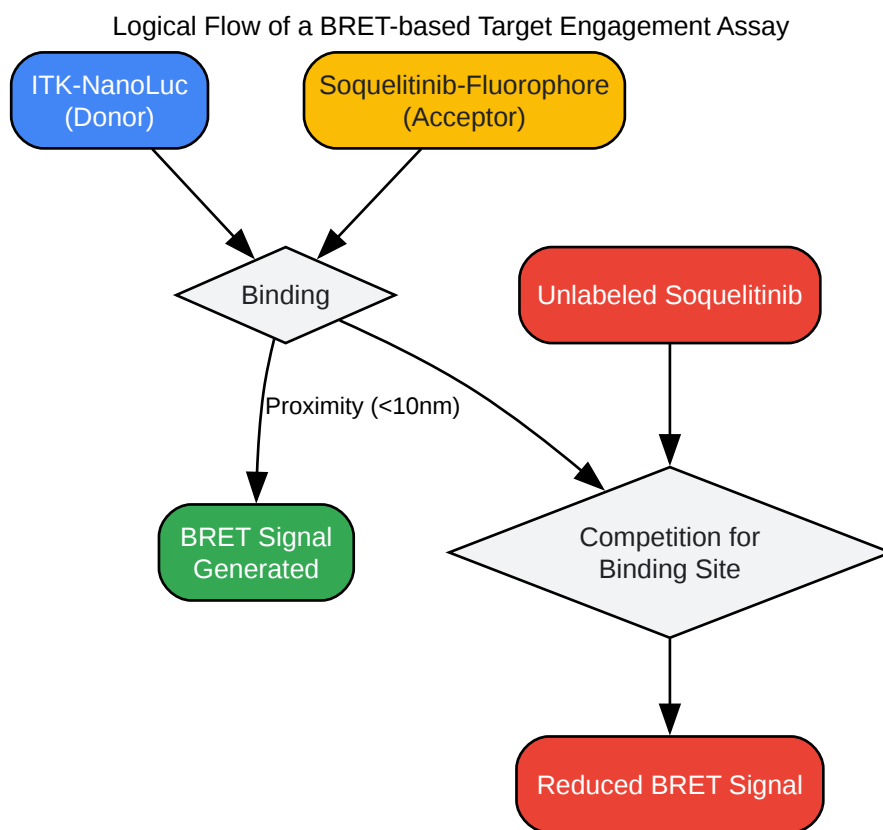 Logical Flow of a BRET-based Target Engagement Assay
ITK-NanoLuc
(Donor)
Soquelitinib-Fluorophore
(Acceptor)
Binding
Unlabeled Soquelitinib
Proximity (<10nm)
BRET Signal
Generated
Competition for
Binding Site
Reduced BRET Signal